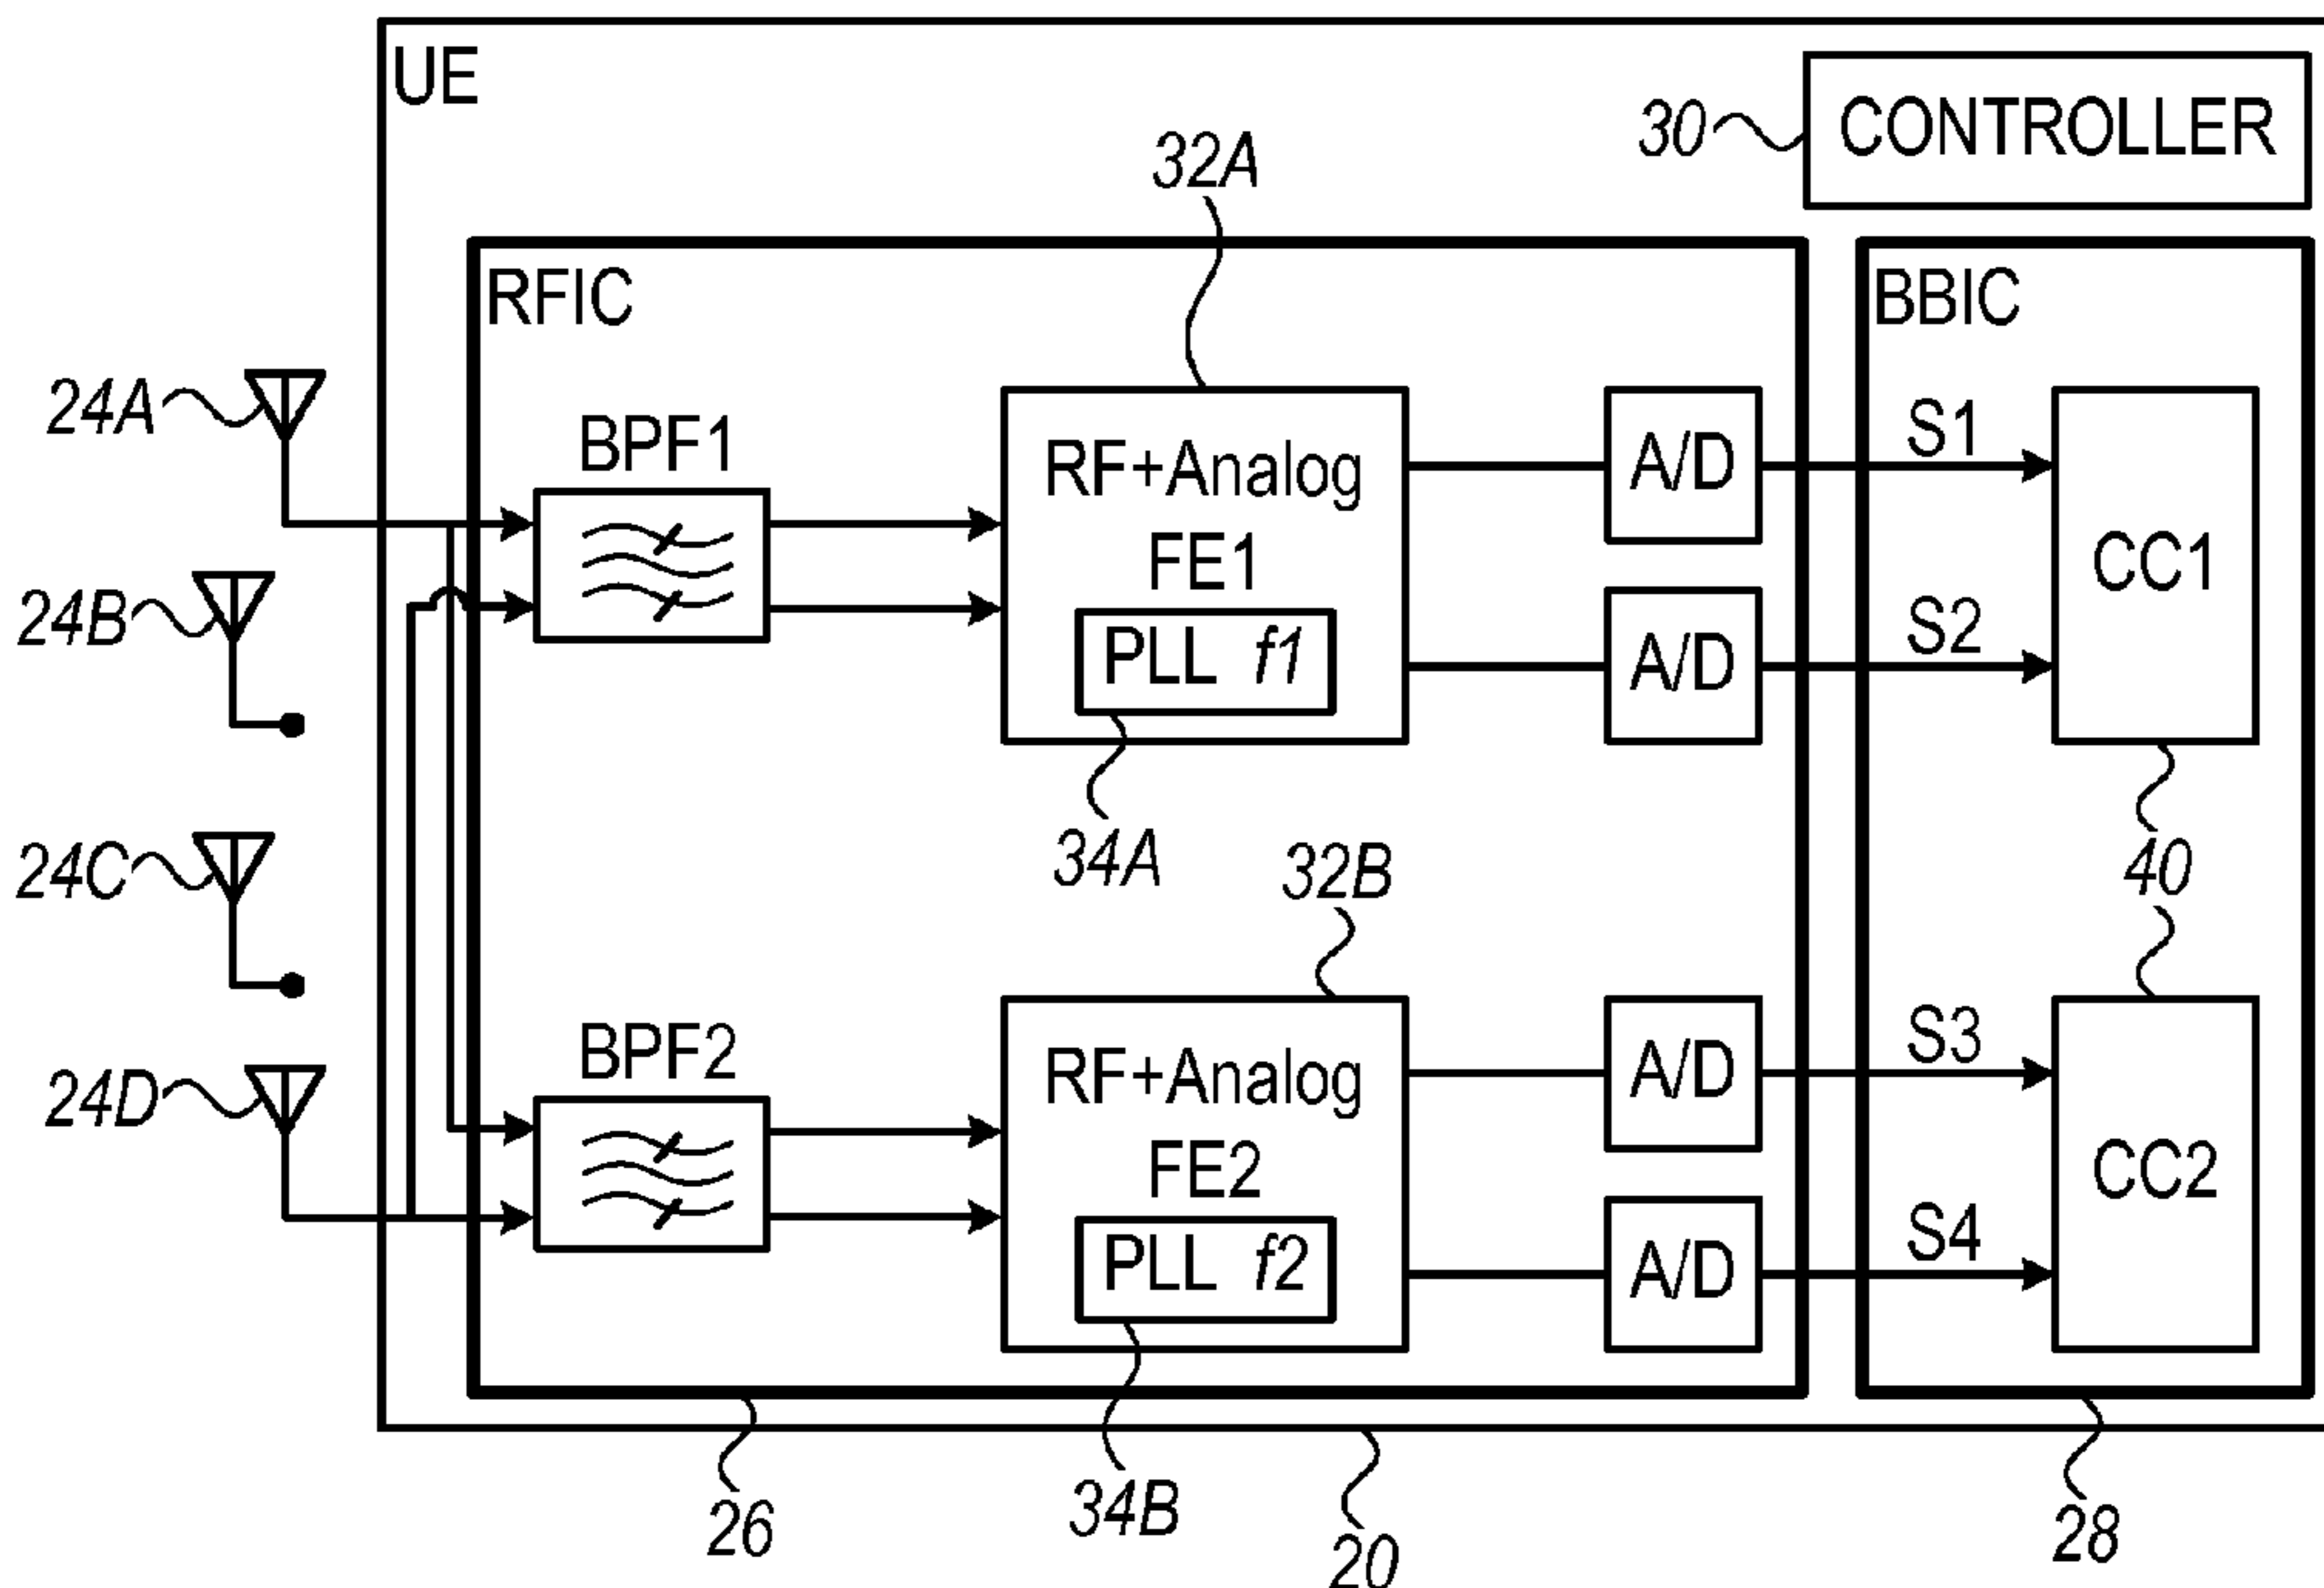 UE
CONTROLLER
30
32A
RFIC
BBIC
24A
BPF1
RF+Analog
FE1
PLL f1
A/D
S1
CC1
24B
A/D
S2
34A
24C
32B
40
24D
BPF2
RF+Analog
FE2
PLL f2
A/D
S3
CC2
A/D
S4
26
34B
20
28